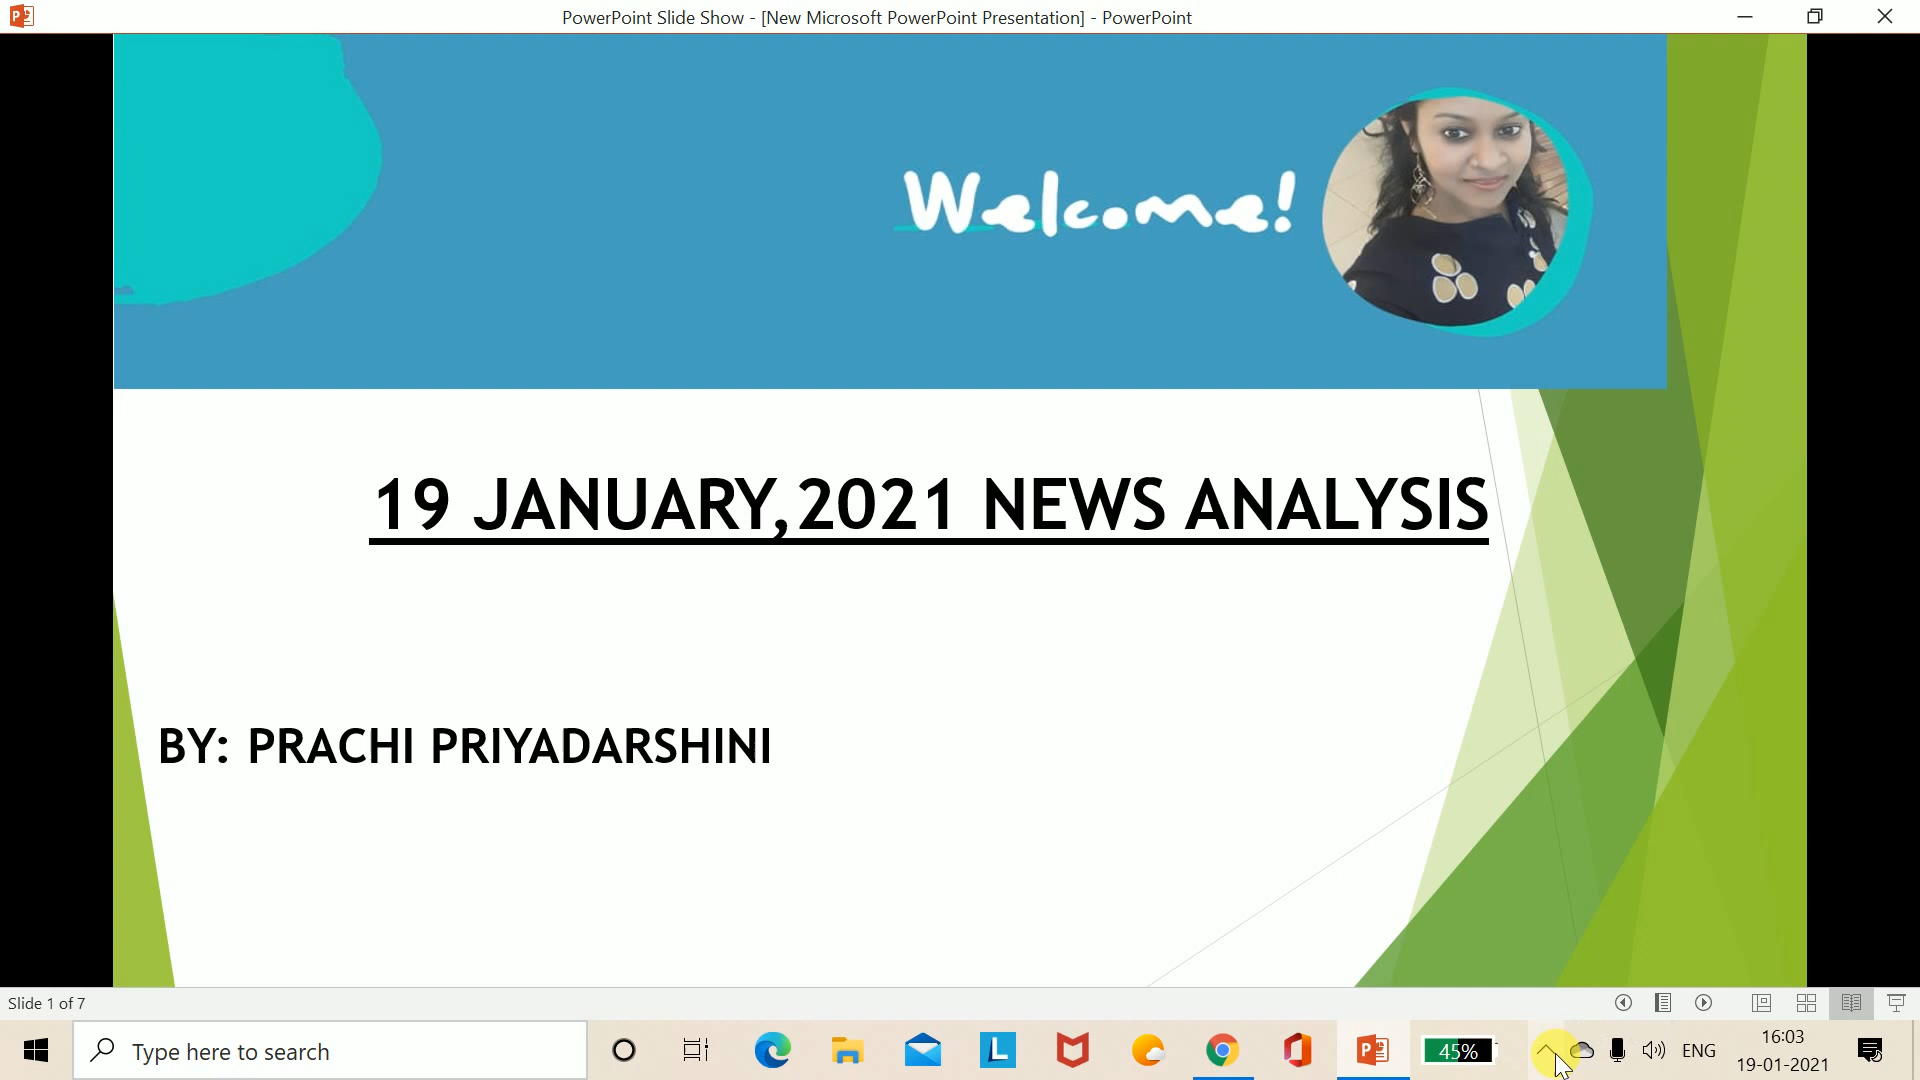 PowerPoint Slide Show - [New Microsoft PowerPoint Presentation] - PowerPoint
Welcome!
19 JANUARY,2021 NEWS ANALYSIS
BY: PRACHI PRIYADARSHINI
Slide 1 of 7
Type here to search
L
45%
ENG
16:03
19-01-2021